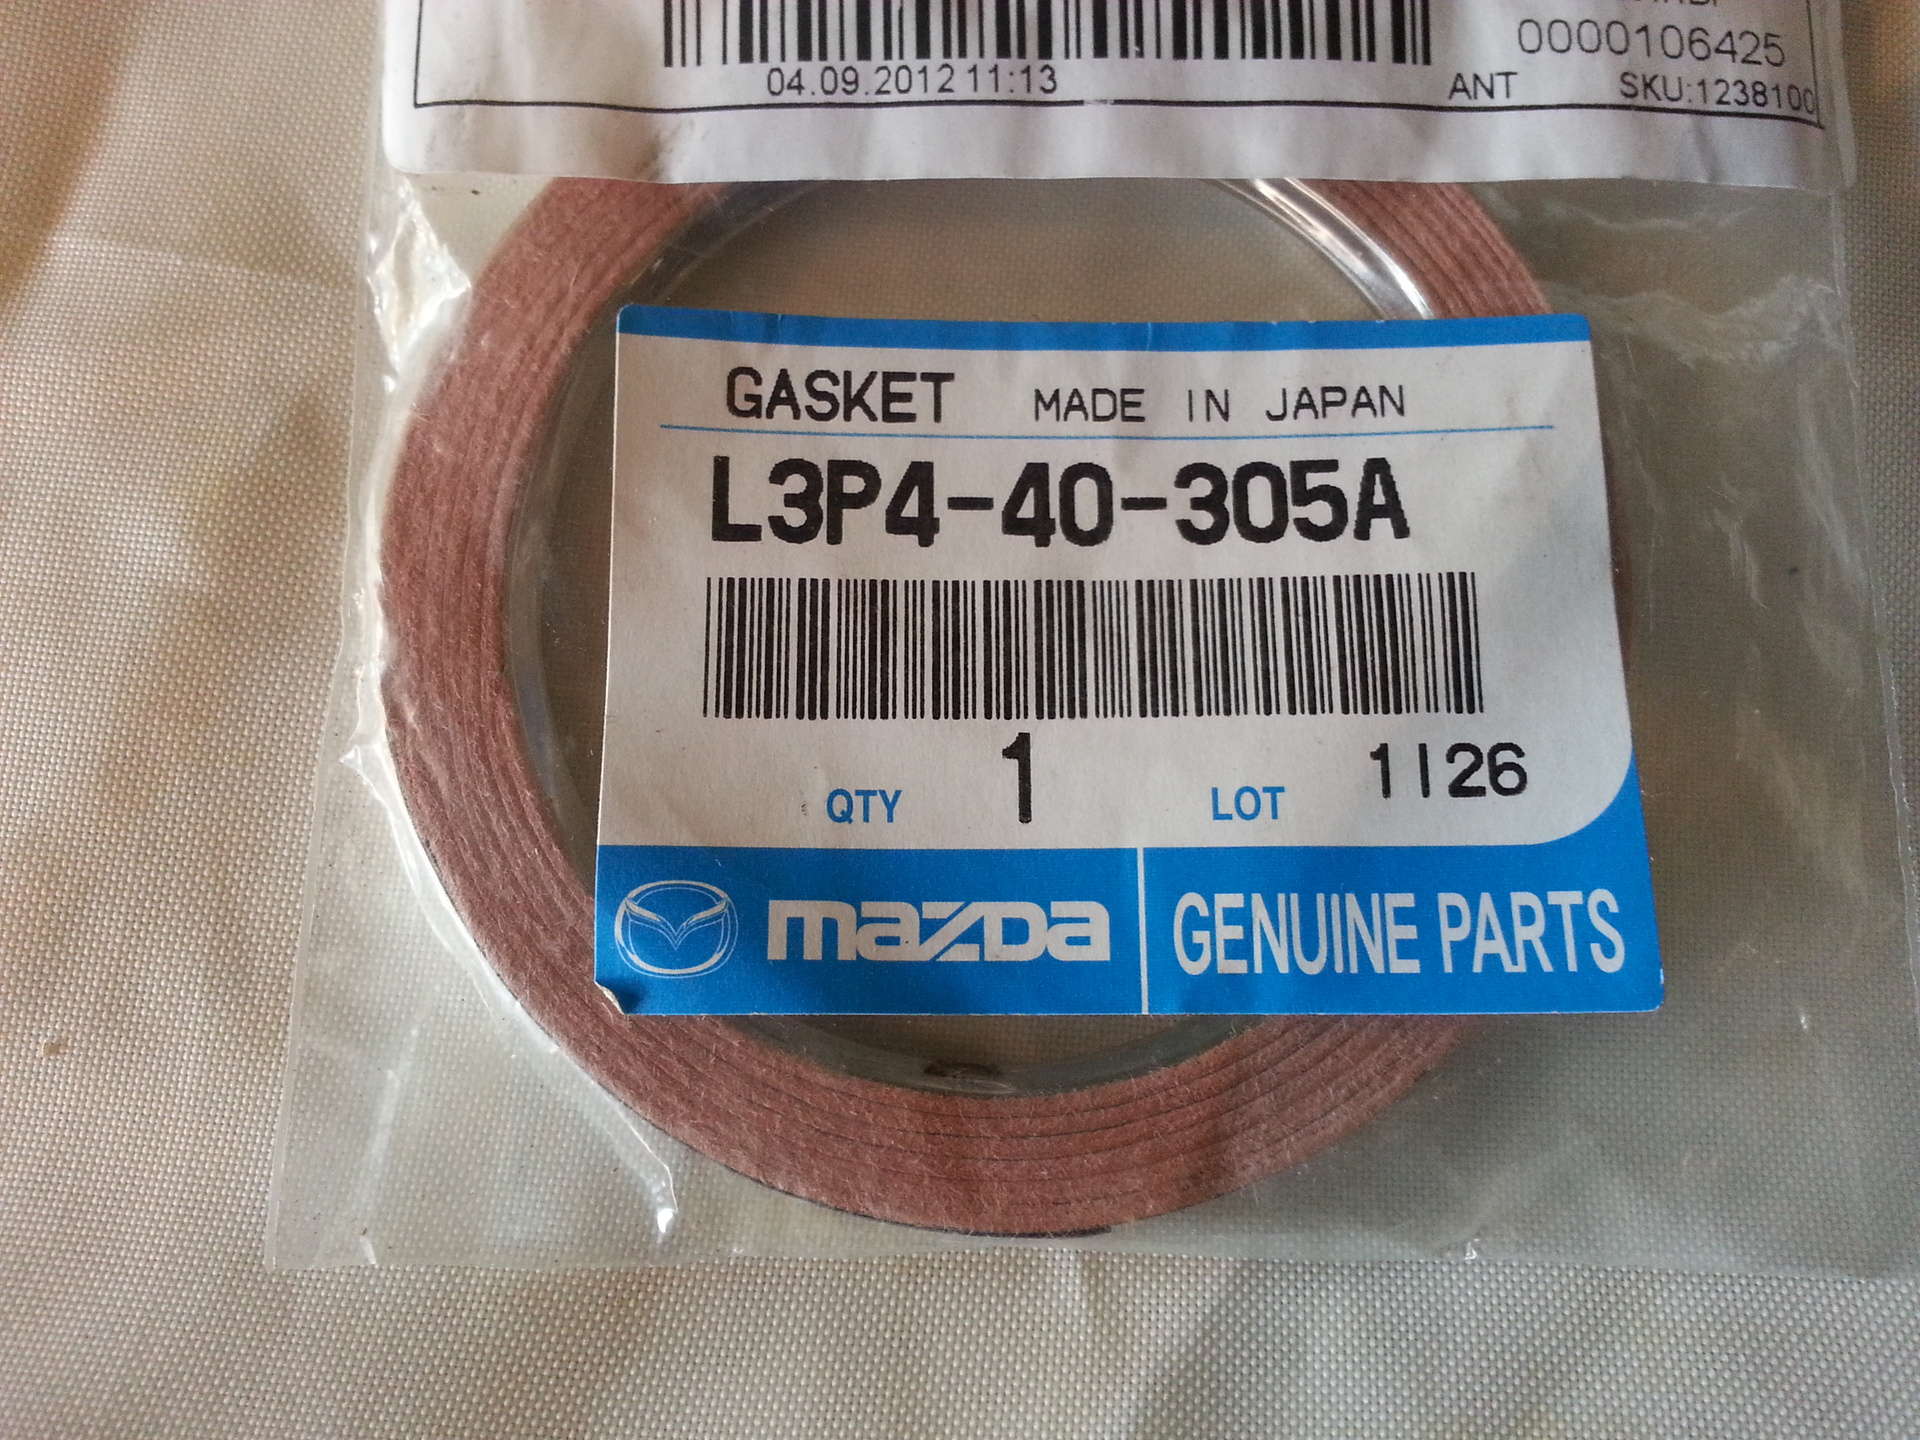 0000106425
04.09.2012 11:13
ANT SKU:1238100
GASKET MADE IN JAPAN
L3P4-40-305A
QTY 1 LOT 1I26
mazda GENUINE PARTS